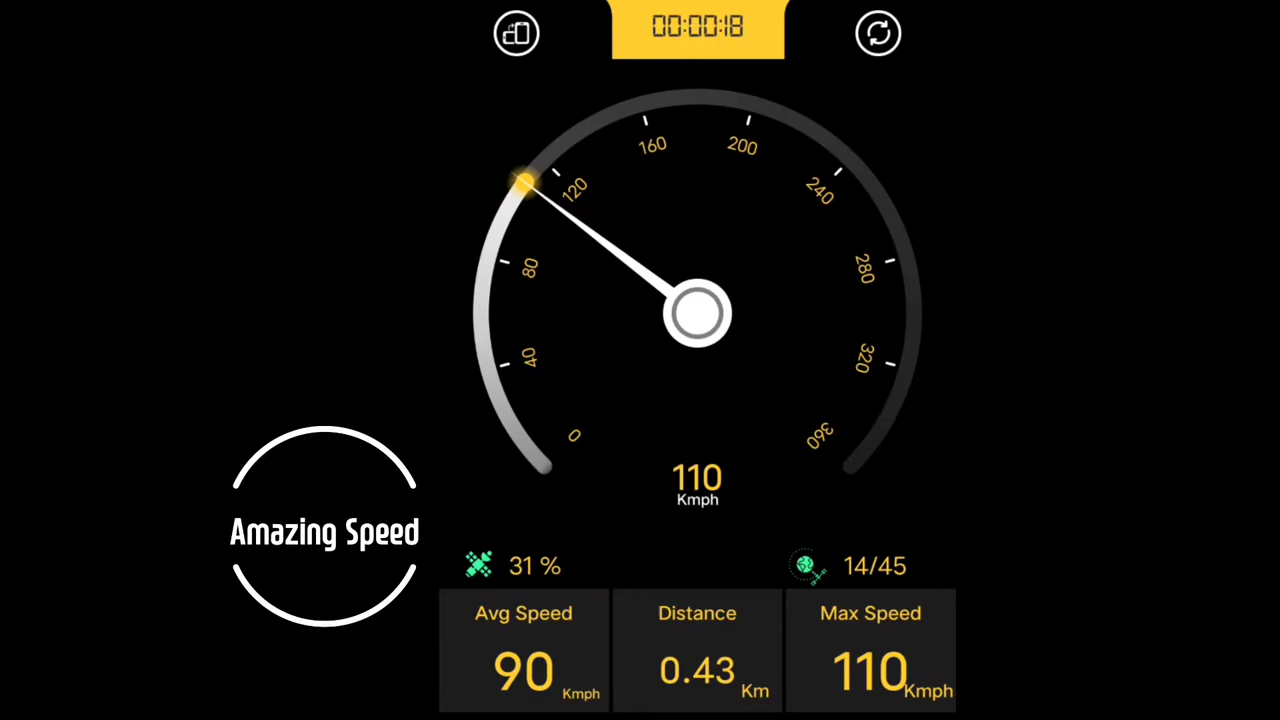 00:00:18
160
200
120
240
80
280
40
320
0
360
110
Kmph
Amazing Speed
31 %
14/45
Avg Speed
Distance
Max Speed
90 Kmph
0.43 Km
110 Kmph